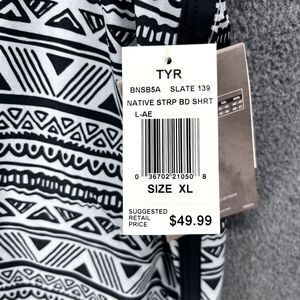 TYR
BNSB5A SLATE 139
NATIVE STRP BD SHRT
L-AE
0 36702 21050 8
SIZE XL
SUGGESTED
RETAIL
PRICE $49.99